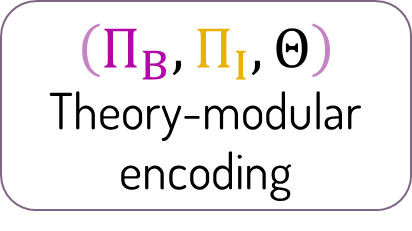 (Π_B, Π_I, Θ)
Theory-modular
encoding